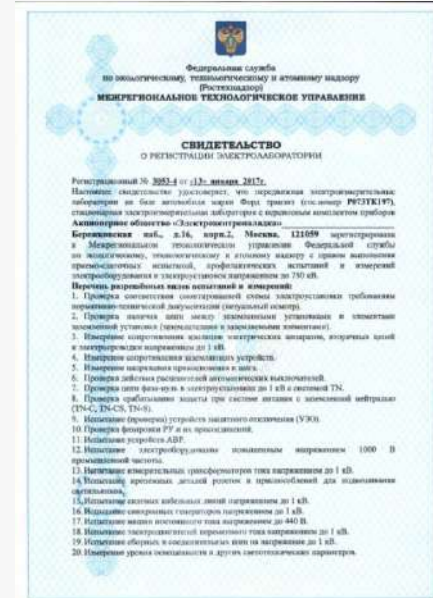 Федеральная служба
по экологическому, технологическому и атомному надзору
(Ростехнадзор)
МЕЖРЕГИОНАЛЬНОЕ ТЕХНОЛОГИЧЕСКОЕ УПРАВЛЕНИЕ
СВИДЕТЕЛЬСТВО
О РЕГИСТРАЦИИ ЭЛЕКТРОЛАБОРАТОРИИ
Регистрационный № 3053-4 от «13» января 2017г.
Настоящее свидетельство удостоверяет, что передвижная электроизмерительная
лаборатория на базе автомобиля марки Форд транзит (гос.номер Р073ТК197),
стационарная электроизмерительная лаборатория с переносным комплектом приборов
Акционерное общество «Электроцентроналадка»
Бережковская наб., д.16, корп.2, Москва, 121059 зарегистрирована
в Межрегиональном технологическом управлении Федеральной службы
по экологическому, технологическому и атомному надзору с правом выполнения
приемо-сдаточных испытаний, профилактических испытаний и измерений
электрооборудования и электроустановок напряжением до 750 кВ.
Перечень разрешённых видов испытаний и измерений:
1. Проверка соответствия смонтированной схемы электроустановки требованиям
нормативно-технической документации (визуальный осмотр).
2. Проверка наличия цепи между заземленными установками и элементами
заземленной установки (заземлителями и заземляемыми элементами).
3. Измерение сопротивления изоляции электрических аппаратов, вторичных цепей
и электропроводки напряжением до 1 кВ.
4. Измерение сопротивления заземляющих устройств.
5. Измерение напряжения прикосновения и шага.
6. Проверка действия расцепителей автоматических выключателей.
7. Проверка цепи фаза-нуль в электроустановках до 1 кВ с системой TN.
8. Проверка срабатывания защиты при системе питания с заземленной нейтралью
(TN-C, TN-CS, TN-S).
9. Испытание (проверка) устройств защитного отключения (УЗО).
10. Проверка фазировки РУ и их присоединений.
11. Испытание устройств АВР.
12. Испытание электрооборудования повышенным напряжением 1000 В
промышленной частоты.
13. Испытание измерительных трансформаторов тока напряжением до 1 кВ.
14. Испытание крепежных деталей розеток и приспособлений для подвешивания
светильников.
15. Испытание силовых кабельных линий напряжением до 1 кВ.
16. Испытание синхронных генераторов напряжением до 1 кВ.
17. Испытание машин постоянного тока напряжением до 440 В.
18. Испытание электродвигателей переменного тока напряжением до 1 кВ.
19. Испытание сборных и соединительных шин на напряжение до 1 кВ.
20. Измерение уровня освещенности и других светотехнических параметров.